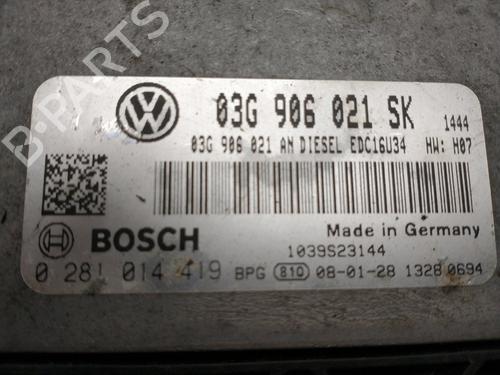 B-PARTS
03G 906 021 SK 1444
03G 906 021 AN DIESEL EDC16U34 HW: H07
BOSCH
Made in Germany
1039S23144
0 281 014 419 BPG 810 08-01-28 1328 0694